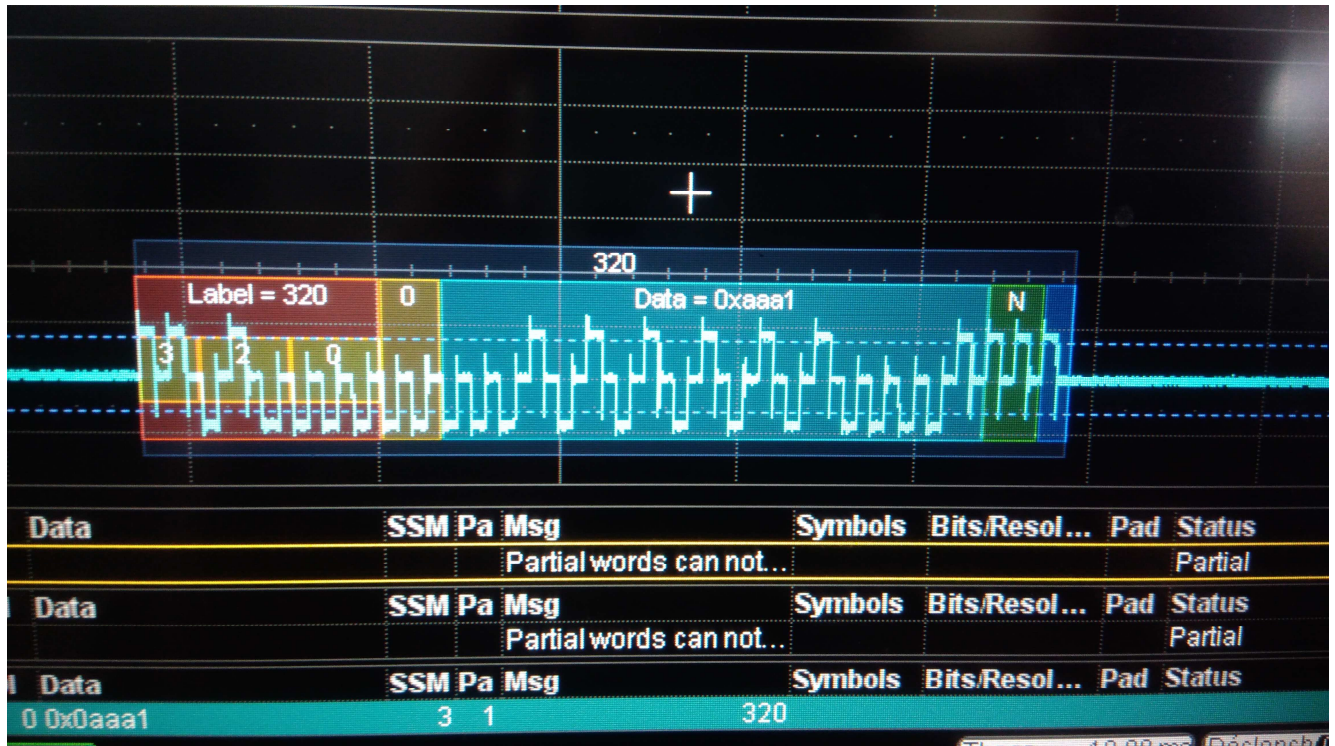 320
Label = 320 0 Data = 0xaaa1 N
3 2 0
Data SSM Pa Msg Symbols Bits/Resol... Pad Status
Partial words can not... Partial
Data SSM Pa Msg Symbols Bits/Resol... Pad Status
Partial words can not... Partial
Data SSM Pa Msg Symbols Bits/Resol... Pad Status
0 0x0aaa1 3 1 320